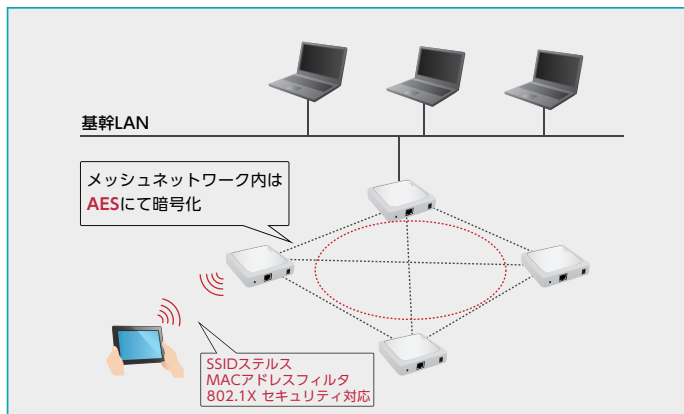 基幹LAN
メッシュネットワーク内は
AESにて暗号化
SSIDステルス
MACアドレスフィルタ
802.1X セキュリティ対応